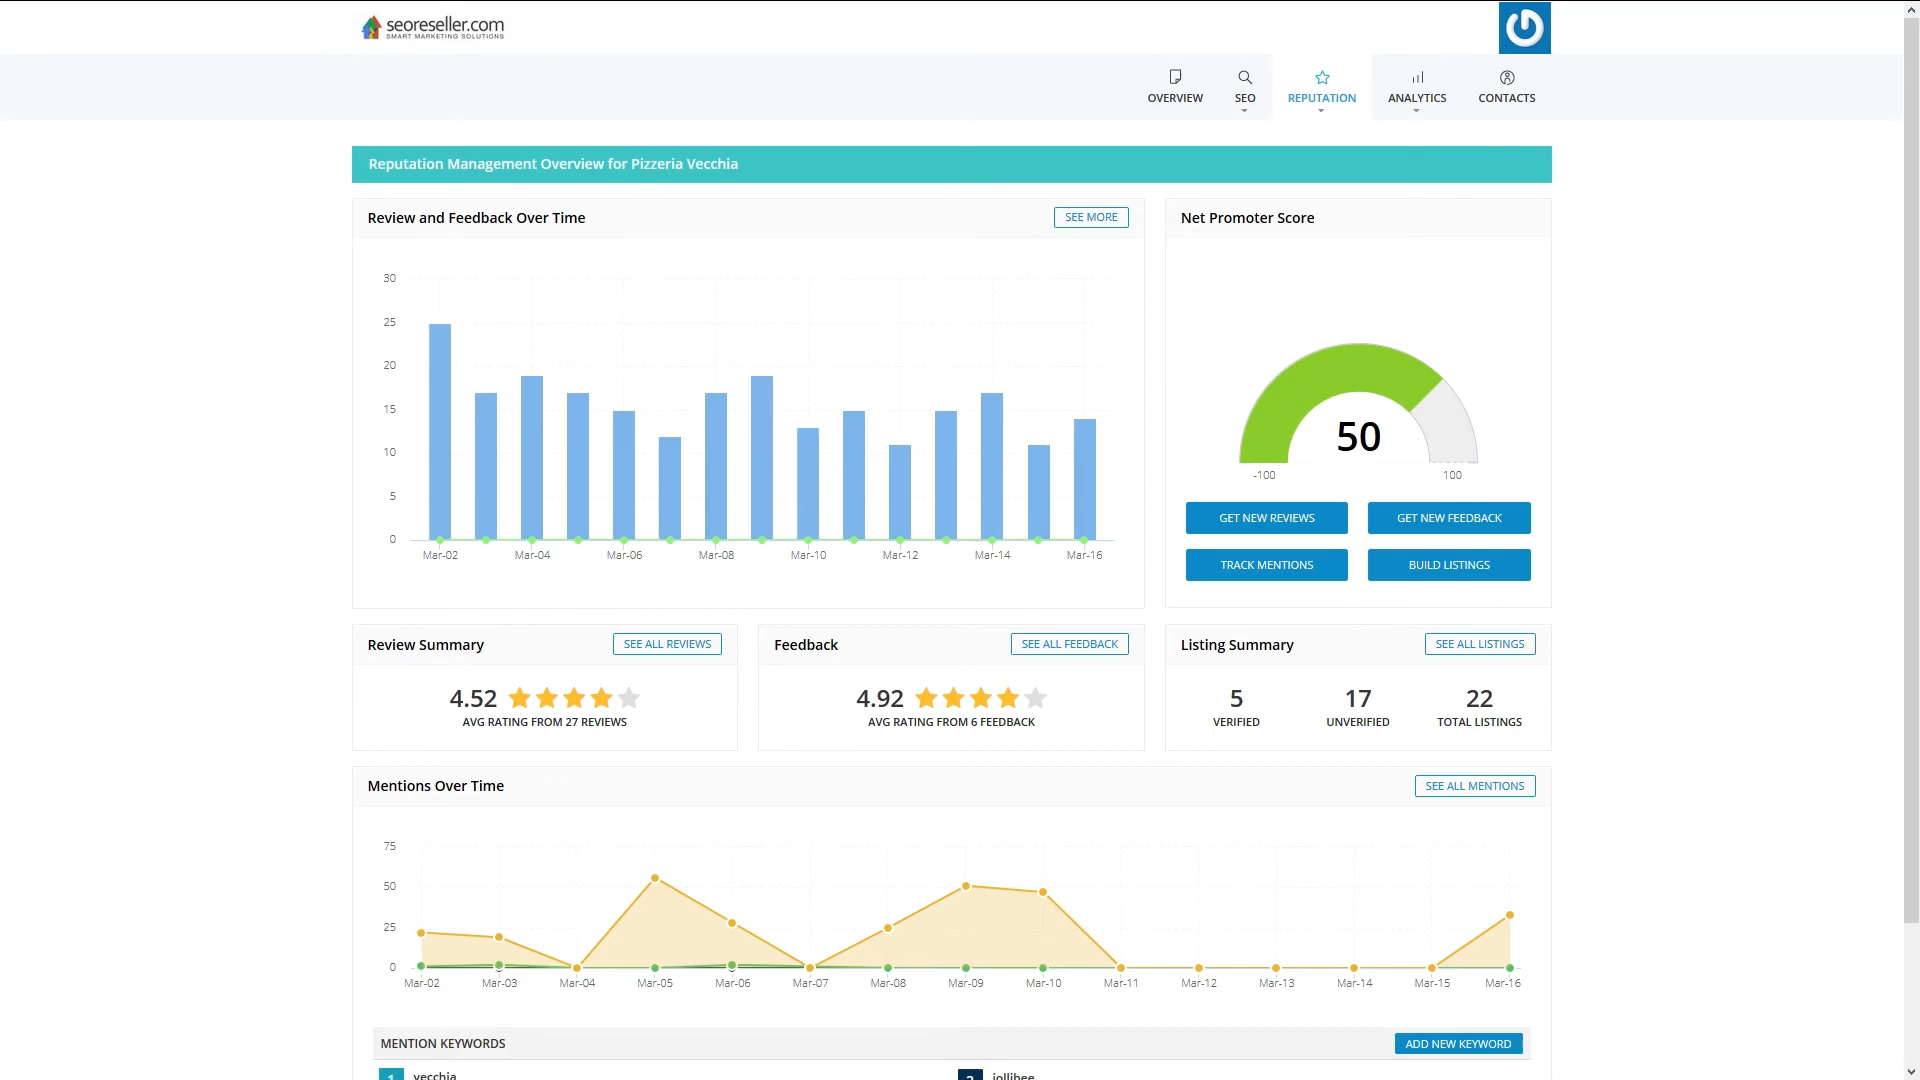 seoreseller.com
SMART MARKETING SOLUTIONS
OVERVIEW
SEO
REPUTATION
ANALYTICS
CONTACTS
Reputation Management Overview for Pizzeria Vecchia
Review and Feedback Over Time
SEE MORE
30
25
20
15
10
5
0
Mar-02 Mar-04 Mar-06 Mar-08 Mar-10 Mar-12 Mar-14 Mar-16
Net Promoter Score
50
-100 100
GET NEW REVIEWS
GET NEW FEEDBACK
TRACK MENTIONS
BUILD LISTINGS
Review Summary
SEE ALL REVIEWS
4.52
AVG RATING FROM 27 REVIEWS
Feedback
SEE ALL FEEDBACK
4.92
AVG RATING FROM 6 FEEDBACK
Listing Summary
SEE ALL LISTINGS
5 17 22
VERIFIED UNVERIFIED TOTAL LISTINGS
Mentions Over Time
SEE ALL MENTIONS
75
50
25
0
Mar-02 Mar-03 Mar-04 Mar-05 Mar-06 Mar-07 Mar-08 Mar-09 Mar-10 Mar-11 Mar-12 Mar-13 Mar-14 Mar-15 Mar-16
MENTION KEYWORDS
ADD NEW KEYWORD
1 vecchia
2 jollibee